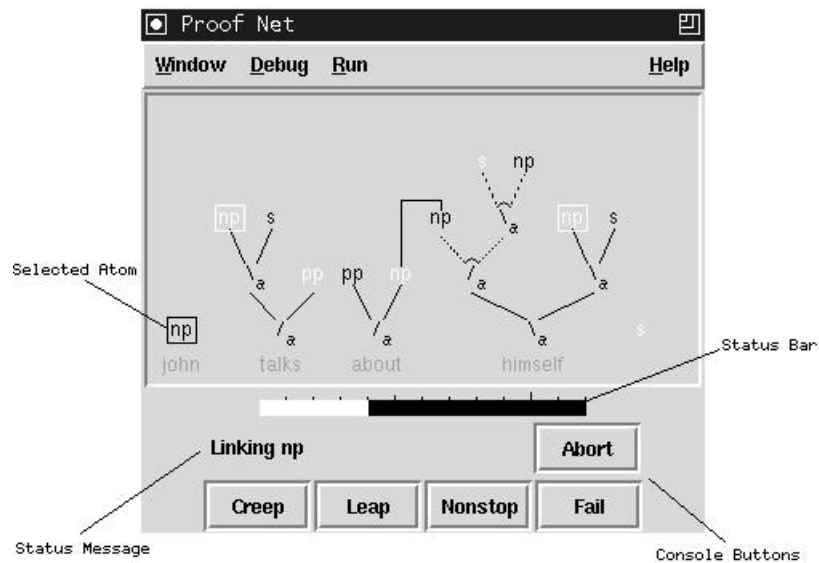 Proof Net
Window Debug Run Help
s np
np s np np s
a
Selected Atom
a pp pp np a a
np / a / a / a s
john talks about himself
Status Bar
Linking np
Abort
Creep Leap Nonstop Fail
Status Message
Console Buttons